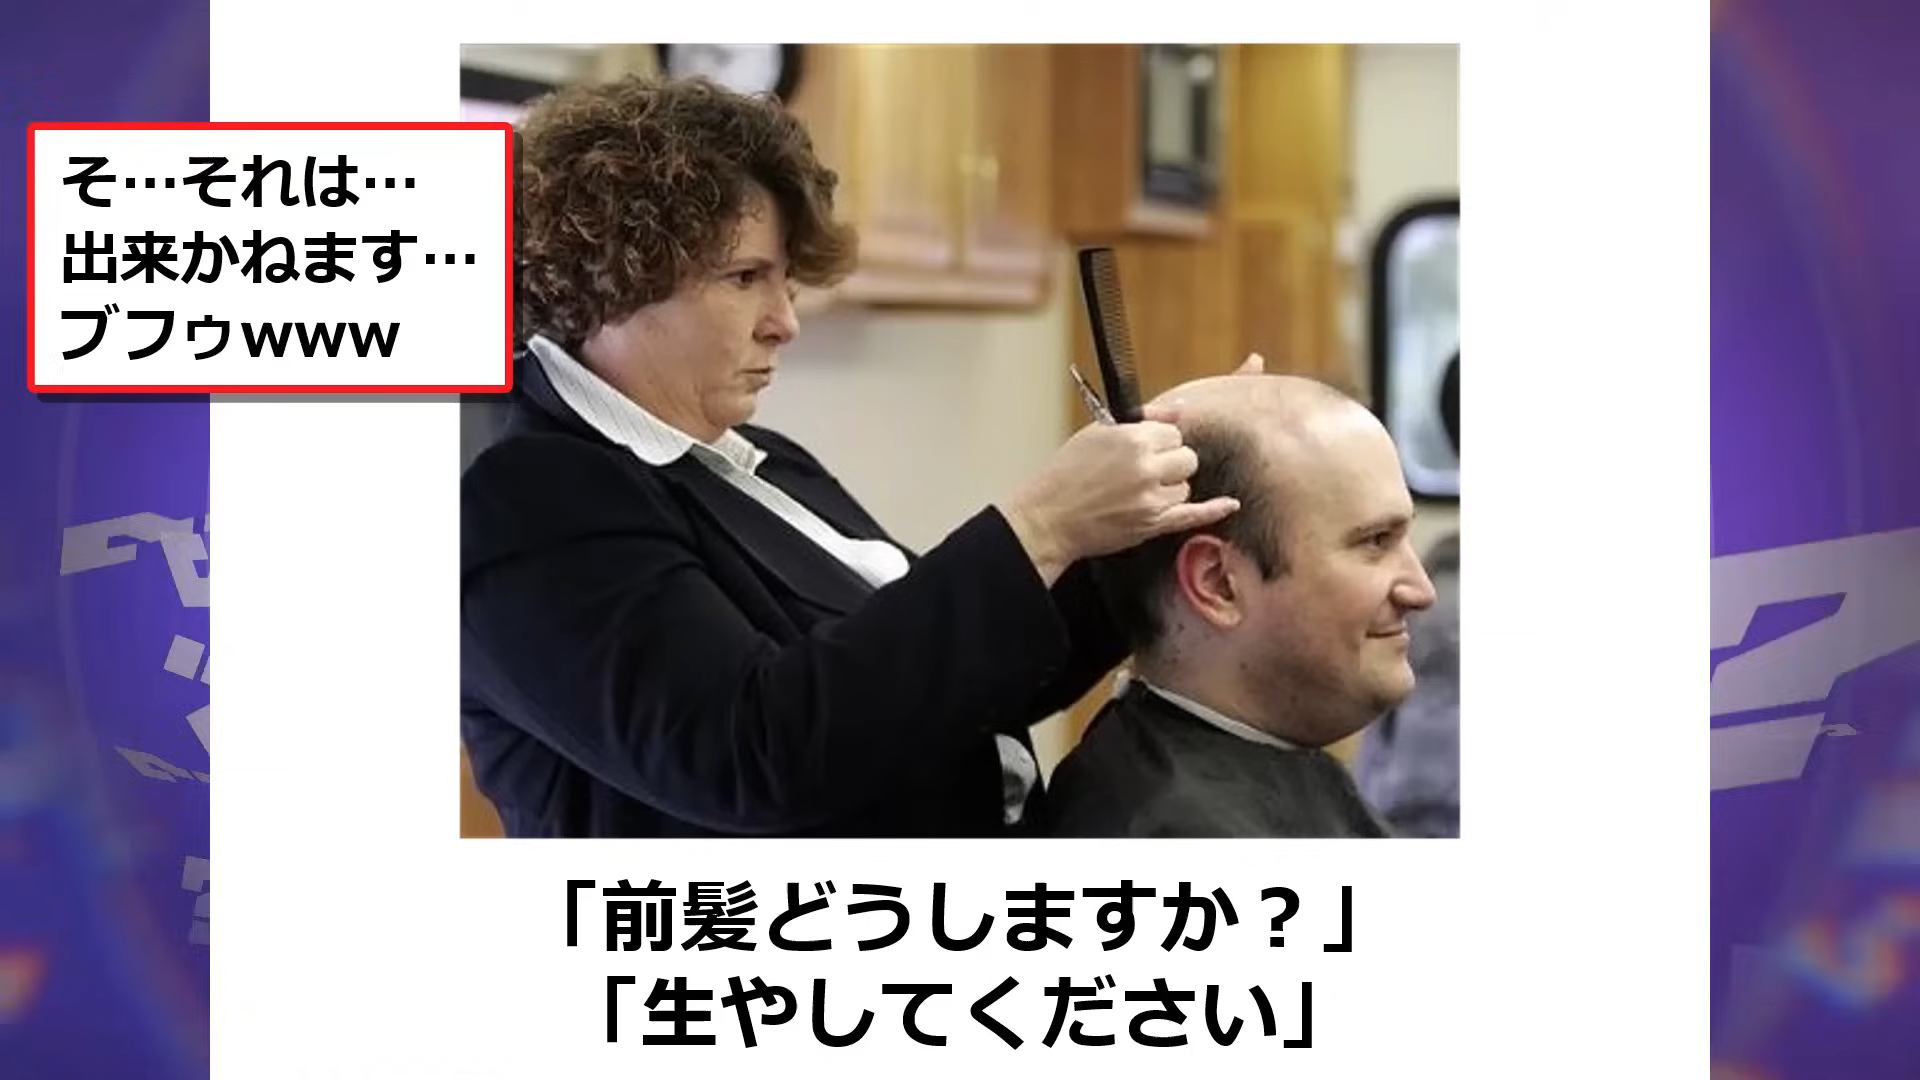 そ…それは…
出来かねます…
ブフゥwww
「前髪どうしますか？」
「生やしてください」